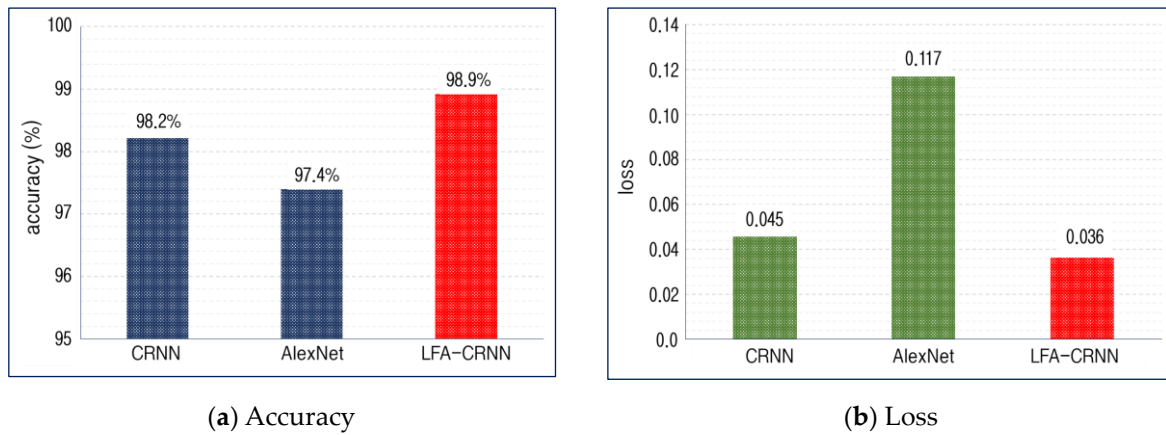 100
99
98
97
96
95
accuracy (%)
98.2%
97.4%
98.9%
CRNN
AlexNet
LFA-CRNN
(a) Accuracy
0.14
0.12
0.10
0.08
0.06
0.04
0.02
0.0
loss
0.045
0.117
0.036
CRNN
AlexNet
LFA-CRNN
(b) Loss